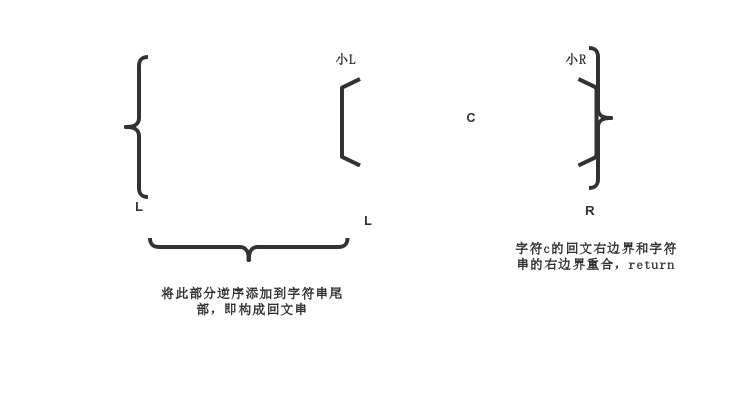 小L
小R
C
L
R
L
字符c的回文右边界和字符
串的右边界重合，return
将此部分逆序添加到字符串尾
部，即构成回文串